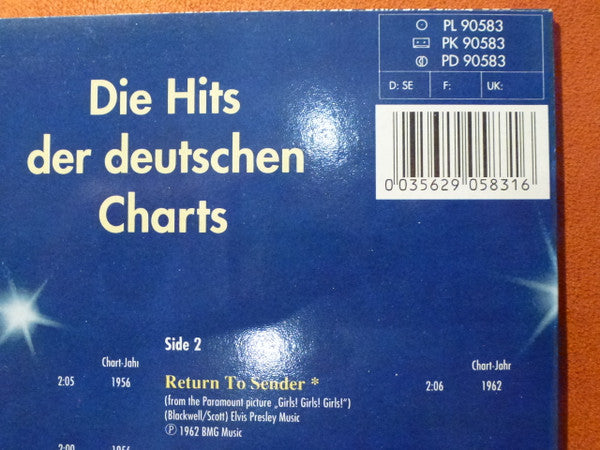 PL 90583
PK 90583
PD 90583
D: SE F: UK:
0 035629 058316
Die Hits
der deutschen
Charts
Side 2
Chart-Jahr Chart-Jahr
2:05 1956 Return To Sender * 2:06 1962
(from the Paramount picture „Girls! Girls! Girls!“)
(Blackwell/Scott) Elvis Presley Music
Ⓟ 1962 BMG Music